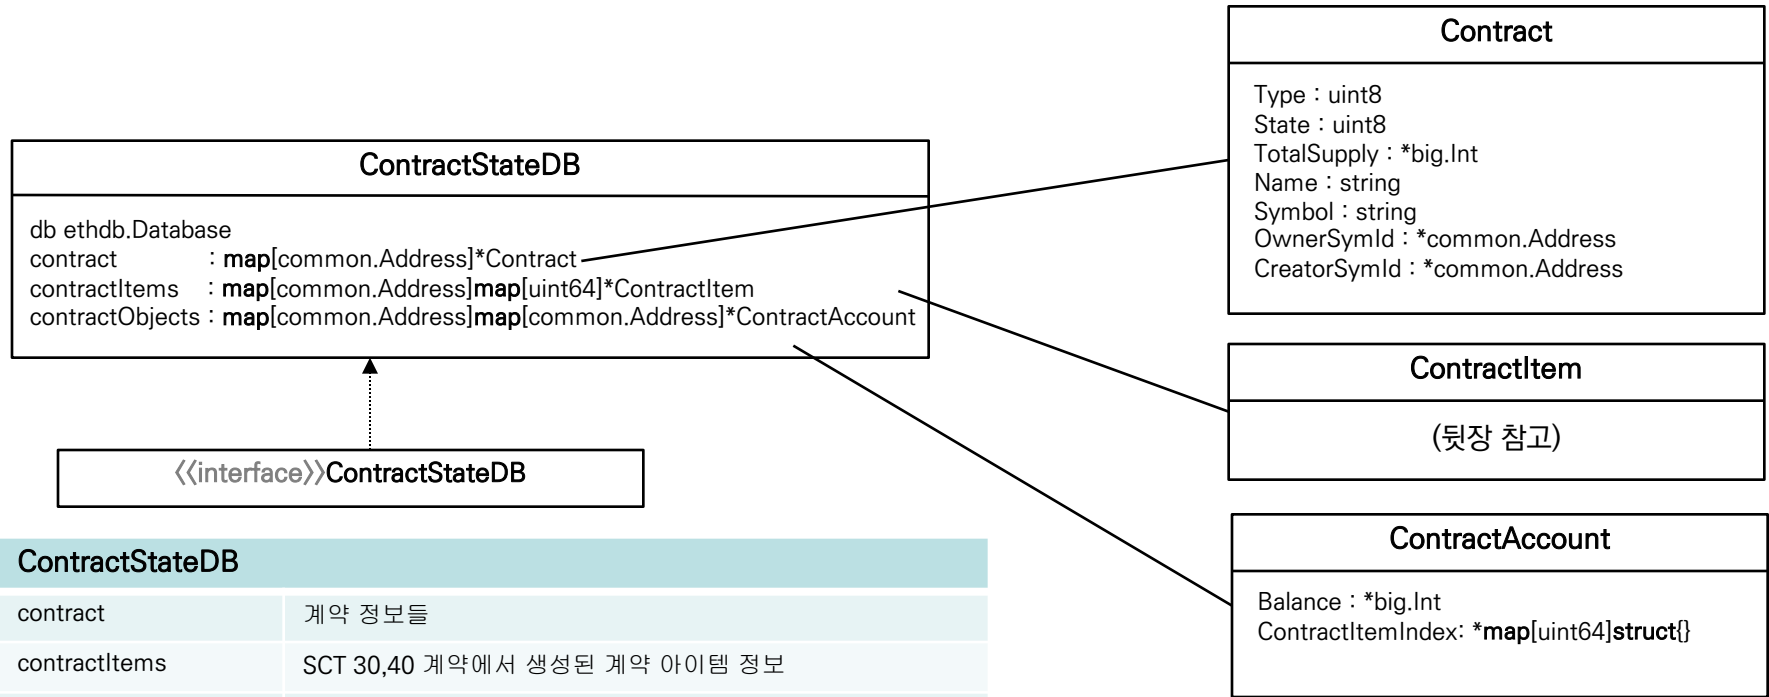 ContractStateDB
db ethdb.Database
contract : map[common.Address]*Contract
contractItems : map[common.Address]map[uint64]*ContractItem
contractObjects : map[common.Address]map[common.Address]*ContractAccount
《interface》ContractStateDB
Contract
Type : uint8
State : uint8
TotalSupply : *big.Int
Name : string
Symbol : string
OwnerSymId : *common.Address
CreatorSymId : *common.Address
ContractItem
(뒷장 참고)
ContractAccount
Balance : *big.Int
ContractItemIndex: *map[uint64]struct{}
ContractStateDB
contract 계약 정보들
contractItems SCT 30,40 계약에서 생성된 계약 아이템 정보